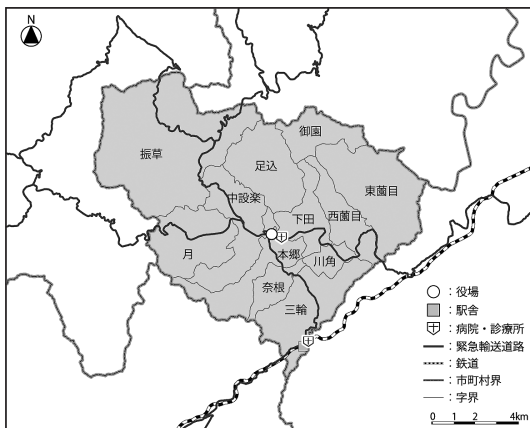 N
振草
御園
足込
東薗目
中設楽
西薗目
下田
月
本郷
川角
奈根
三輪
：役場
：駅舎
：病院・診療所
：緊急輸送道路
：鉄道
：市町村界
：字界
0 1 2 4km